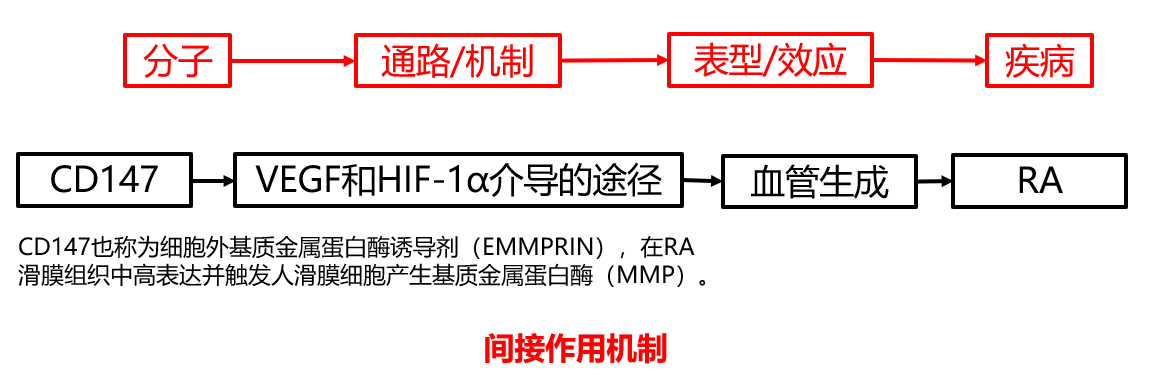 分子 通路/机制 表型/效应 疾病
CD147 VEGF和HIF-1α介导的途径 血管生成 RA
CD147也称为细胞外基质金属蛋白酶诱导剂（EMMPRIN），在RA
滑膜组织中高表达并触发人滑膜细胞产生基质金属蛋白酶（MMP）。
间接作用机制